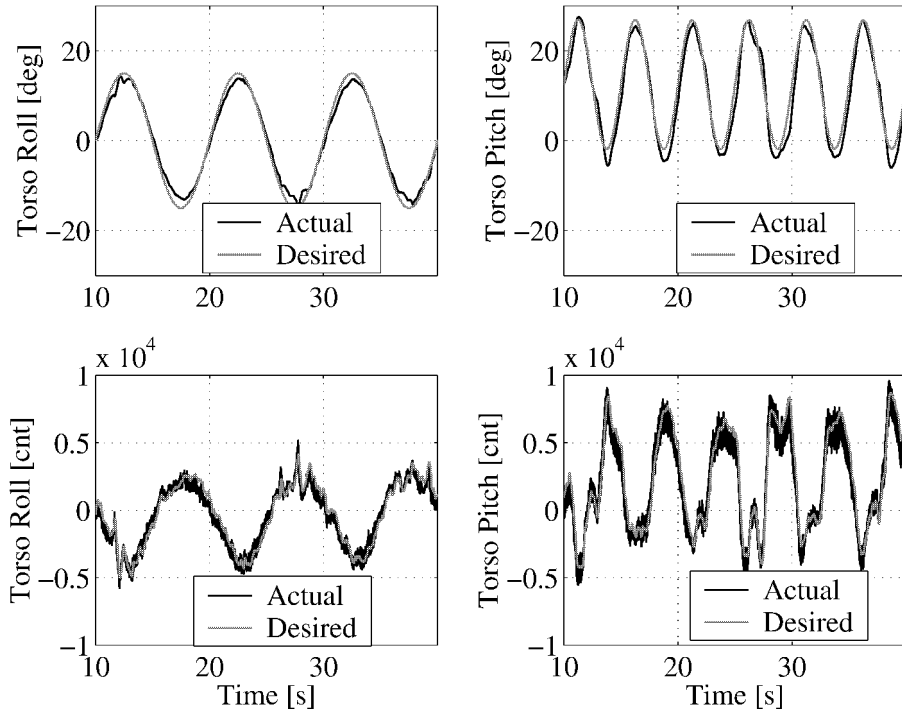 Torso Roll [deg]
20
0
−20
10
20
30
Actual
Desired
Torso Pitch [deg]
20
0
−20
10
20
30
Actual
Desired
x 10^4
Torso Roll [cnt]
1
0.5
0
−0.5
−1
10
20
30
Time [s]
Actual
Desired
x 10^4
Torso Pitch [cnt]
1
0.5
0
−0.5
−1
10
20
30
Time [s]
Actual
Desired